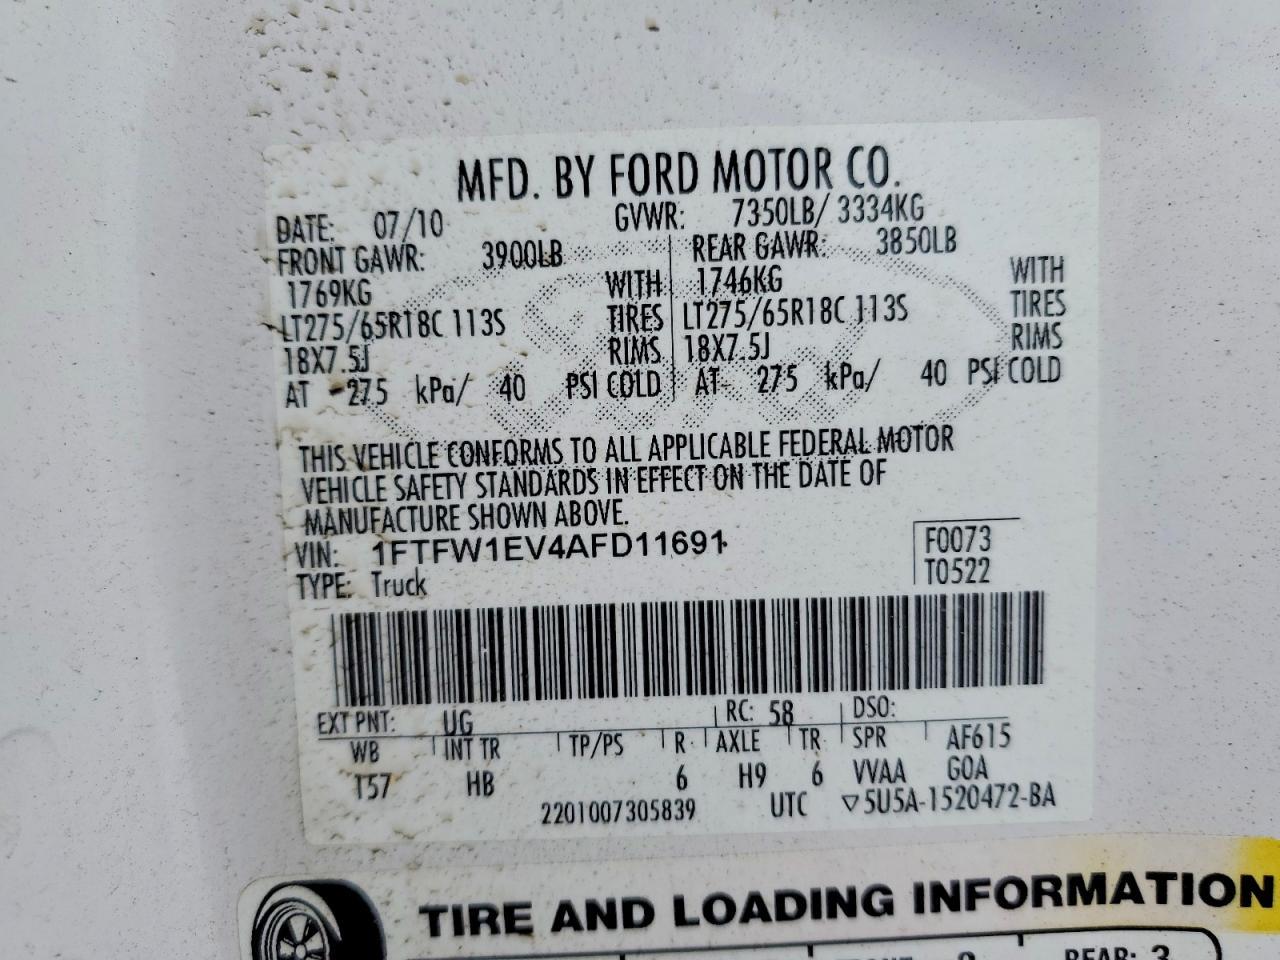 MFD. BY FORD MOTOR CO.
DATE: 07/10 GVWR: 7350LB/ 3334KG
FRONT GAWR: 3900LB REAR GAWR: 3850LB
1769KG WITH 1746KG WITH
LT275/65R18C 113S TIRES LT275/65R18C 113S TIRES
18X7.5J RIMS 18X7.5J RIMS
AT 275 kPa/ 40 PSI COLD AT 275 kPa/ 40 PSI COLD
THIS VEHICLE CONFORMS TO ALL APPLICABLE FEDERAL MOTOR
VEHICLE SAFETY STANDARDS IN EFFECT ON THE DATE OF
MANUFACTURE SHOWN ABOVE.
VIN: 1FTFW1EV4AFD11691 F0073
TYPE: Truck T0522
EXT PNT: UG RC: 58 DSO:
WB INT TR TP/PS R AXLE TR SPR AF615
T57 HB 6 H9 6 VVAA G0A
2201007305839 UTC ▽5U5A-1520472-BA
TIRE AND LOADING INFORMATION
REAR: 3